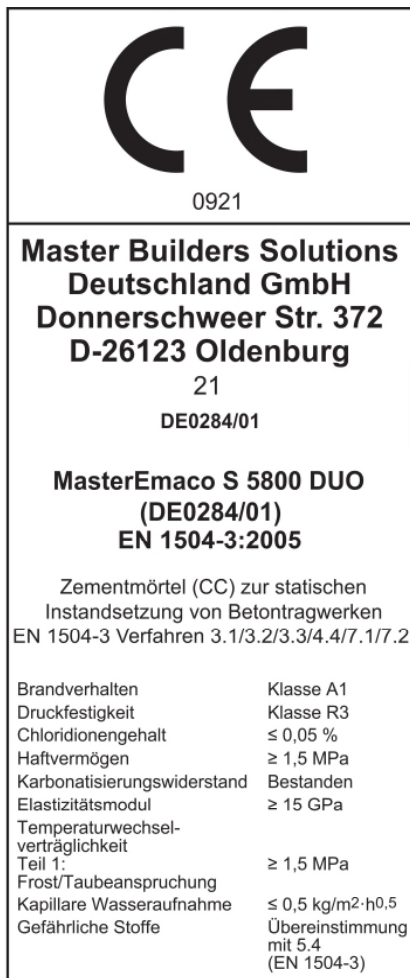 CE
0921
Master Builders Solutions
Deutschland GmbH
Donnerschweer Str. 372
D-26123 Oldenburg
21
DE0284/01
MasterEmaco S 5800 DUO
(DE0284/01)
EN 1504-3:2005
Zementmörtel (CC) zur statischen
Instandsetzung von Betontragwerken
EN 1504-3 Verfahren 3.1/3.2/3.3/4.4/7.1/7.2
Brandverhalten Klasse A1
Druckfestigkeit Klasse R3
Chloridionengehalt ≤ 0,05 %
Haftvermögen ≥ 1,5 MPa
Karbonatisierungswiderstand Bestanden
Elastizitätsmodul ≥ 15 GPa
Temperaturwechsel-
verträglichkeit
Teil 1: ≥ 1,5 MPa
Frost/Taubeanspruchung
Kapillare Wasseraufnahme ≤ 0,5 kg/m2·h0,5
Gefährliche Stoffe Übereinstimmung
mit 5.4
(EN 1504-3)